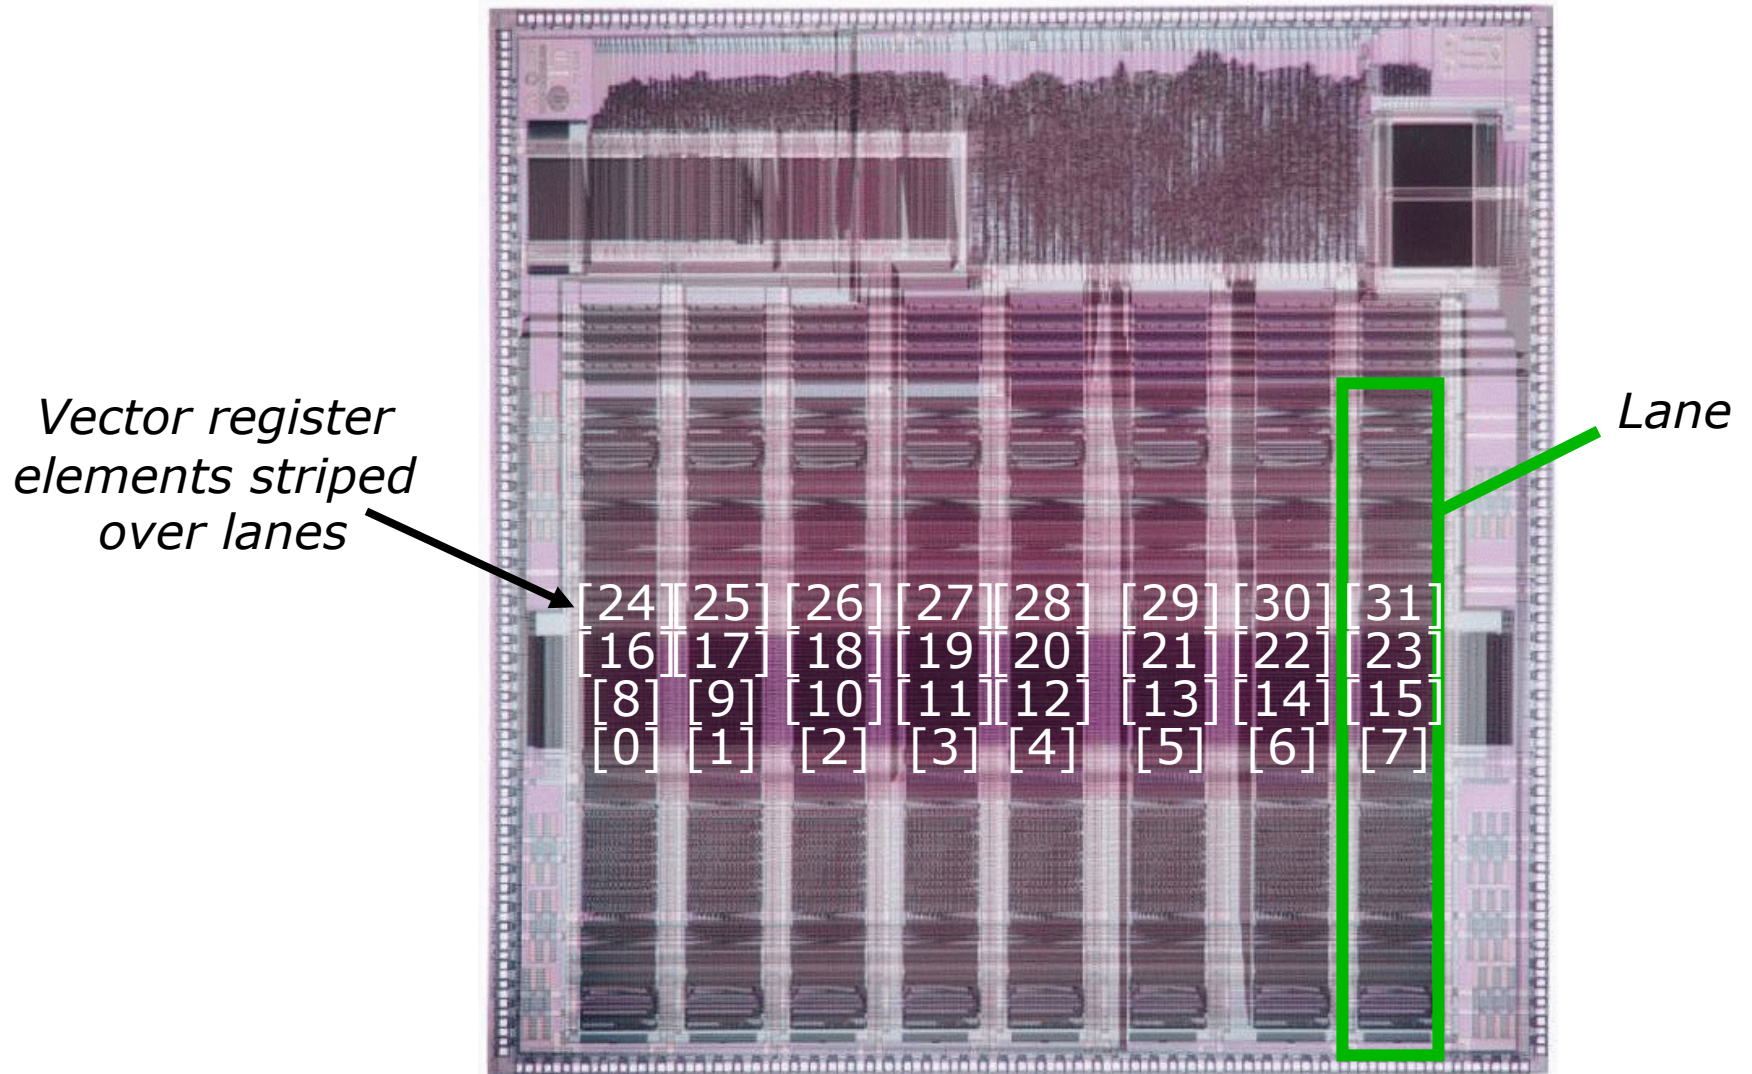 Vector register
elements striped
over lanes
Lane
[24] [25] [26] [27] [28] [29] [30] [31]
[16] [17] [18] [19] [20] [21] [22] [23]
[8] [9] [10] [11] [12] [13] [14] [15]
[0] [1] [2] [3] [4] [5] [6] [7]